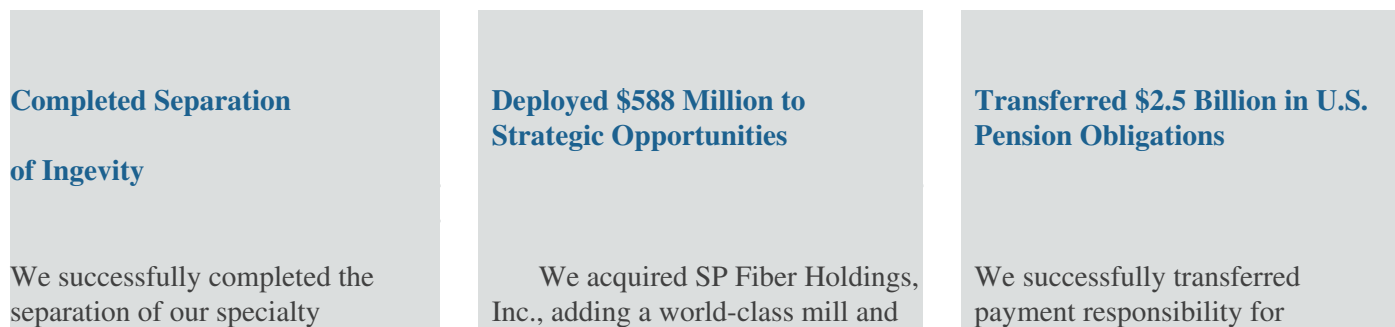 Completed Separation
of Ingevity
We successfully completed the
separation of our specialty
Deployed $588 Million to
Strategic Opportunities
We acquired SP Fiber Holdings,
Inc., adding a world-class mill and
Transferred $2.5 Billion in U.S.
Pension Obligations
We successfully transferred
payment responsibility for